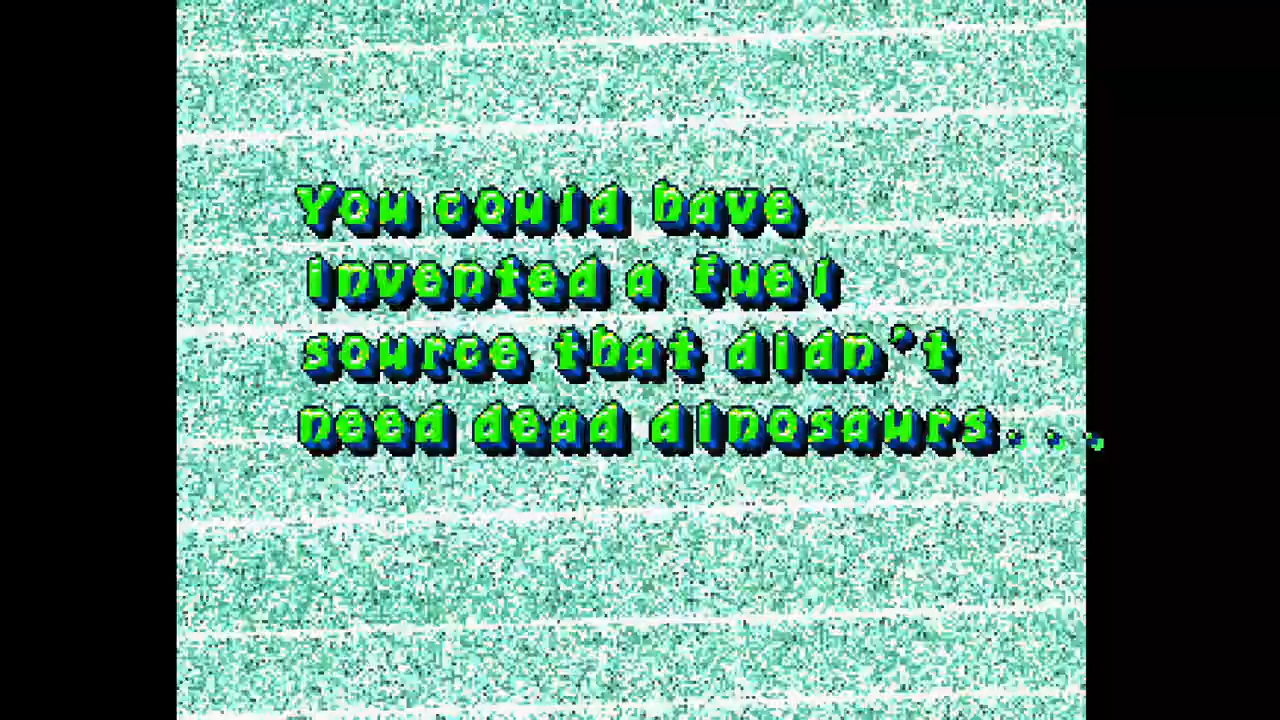 You could have
invented a fuel
source that didn't
need dead dinosaurs...